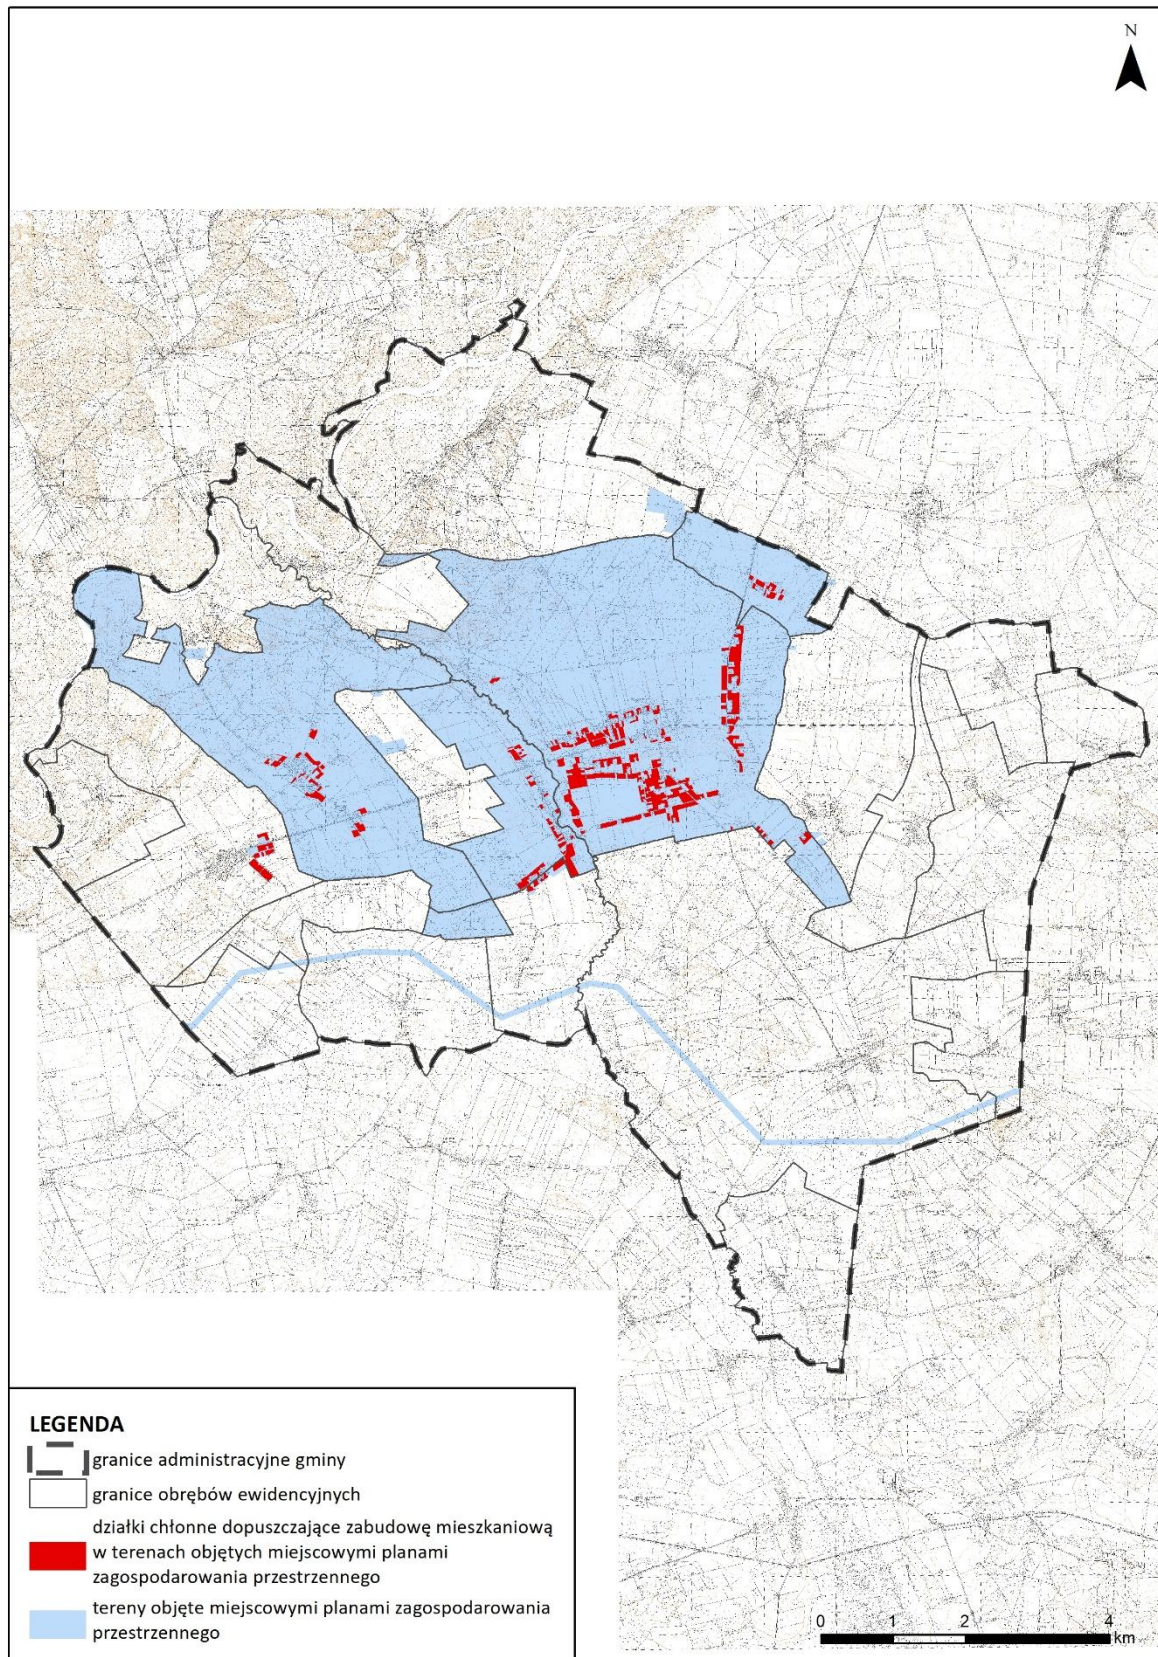 N
LEGENDA
granice administracyjne gminy
granice obrębów ewidencyjnych
działki chłonne dopuszczające zabudowę mieszkaniową
w terenach objętych miejscowymi planami
zagospodarowania przestrzennego
tereny objęte miejscowymi planami zagospodarowania
przestrzennego
0 1 2 4
km